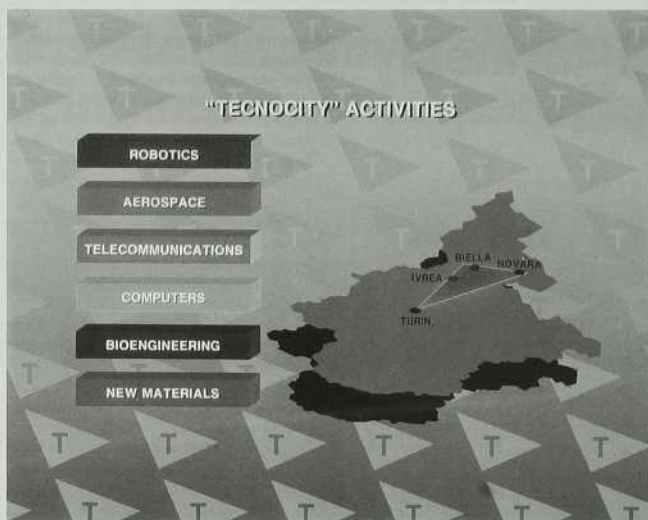 "TECNOCITY" ACTIVITIES
ROBOTICS
AEROSPACE
TELECOMMUNICATIONS
COMPUTERS
BIOENGINEERING
NEW MATERIALS
BIELLA
NOVARA
IVREA
TURIN
T
T
T
T
T
T
T
T
T
T
T
T